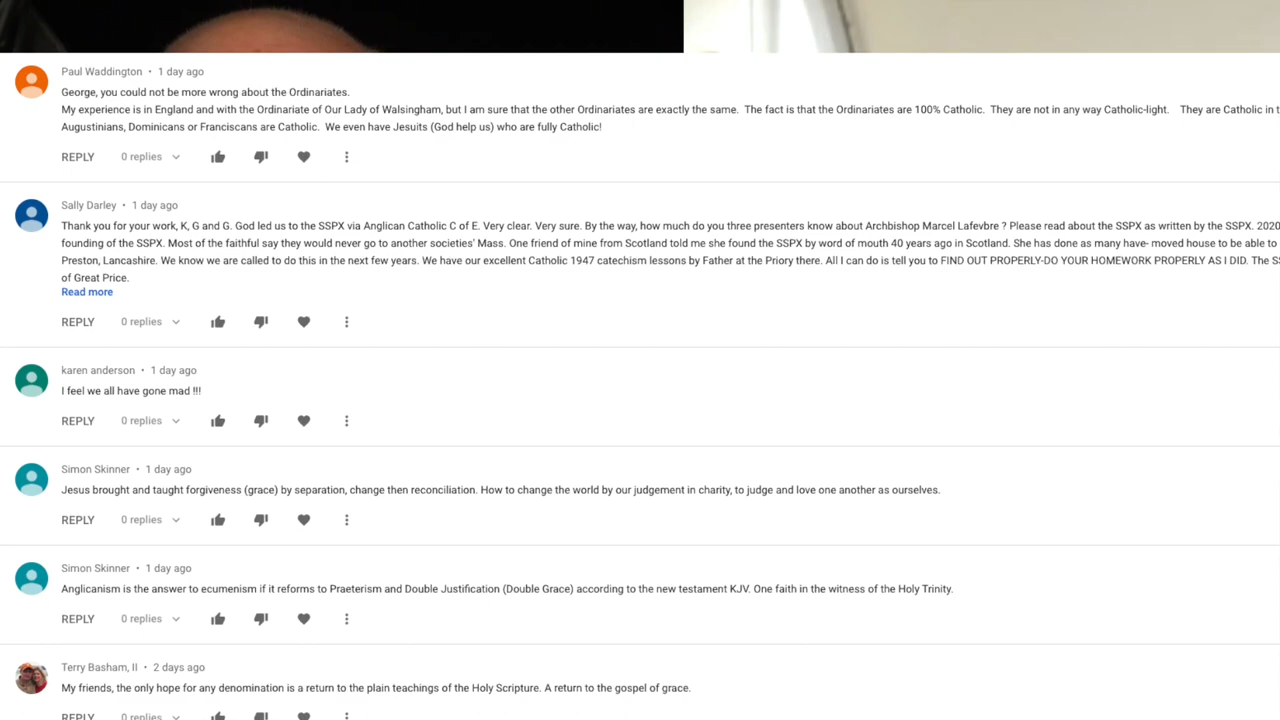 Paul Waddington • 1 day ago
George, you could not be more wrong about the Ordinariates.
My experience is in England and with the Ordinariate of Our Lady of Walsingham, but I am sure that the other Ordinariates are exactly the same. The fact is that the Ordinariates are 100% Catholic. They are not in any way Catholic-light. They are Catholic in t
Augustinians, Dominicans or Franciscans are Catholic. We even have Jesuits (God help us) who are fully Catholic!
REPLY 0 replies
Sally Darley • 1 day ago
Thank you for your work, K, G and G. God led us to the SSPX via Anglican Catholic C of E. Very clear. Very sure. By the way, how much do you three presenters know about Archbishop Marcel Lefevbre ? Please read about the SSPX as written by the SSPX. 2020
founding of the SSPX. Most of the faithful say they would never go to another societies' Mass. One friend of mine from Scotland told me she found the SSPX by word of mouth 40 years ago in Scotland. She has done as many have- moved house to be able to
Preston, Lancashire. We know we are called to do this in the next few years. We have our excellent Catholic 1947 catechism lessons by Father at the Priory there. All I can do is tell you to FIND OUT PROPERLY-DO YOUR HOMEWORK PROPERLY AS I DID. The S
of Great Price.
Read more
REPLY 0 replies
karen anderson • 1 day ago
I feel we all have gone mad !!!
REPLY 0 replies
Simon Skinner • 1 day ago
Jesus brought and taught forgiveness (grace) by separation, change then reconciliation. How to change the world by our judgement in charity, to judge and love one another as ourselves.
REPLY 0 replies
Simon Skinner • 1 day ago
Anglicanism is the answer to ecumenism if it reforms to Praeterism and Double Justification (Double Grace) according to the new testament KJV. One faith in the witness of the Holy Trinity.
REPLY 0 replies
Terry Basham, II • 2 days ago
My friends, the only hope for any denomination is a return to the plain teachings of the Holy Scripture. A return to the gospel of grace.
REPLY 0 replies